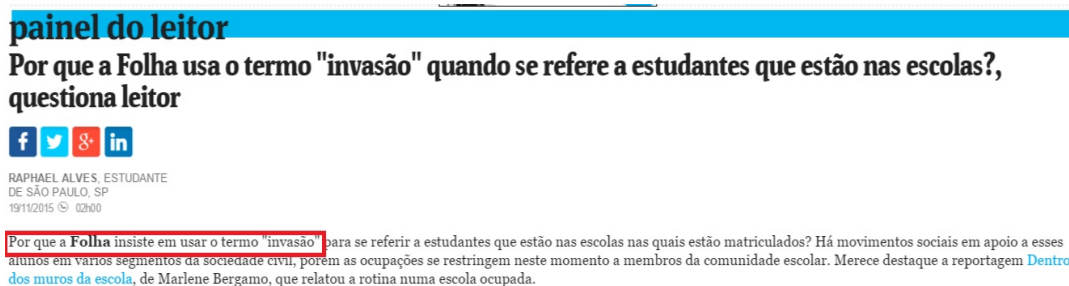 painel do leitor
Por que a Folha usa o termo "invasão" quando se refere a estudantes que estão nas escolas?,
questiona leitor
f 8+ in
RAPHAEL ALVES, ESTUDANTE
DE SÃO PAULO, SP
19/11/2015 02h00
Por que a Folha insiste em usar o termo "invasão" para se referir a estudantes que estão nas escolas nas quais estão matriculados? Há movimentos sociais em apoio a esses
alunos em vários segmentos da sociedade civil, porém as ocupações se restringem neste momento a membros da comunidade escolar. Merece destaque a reportagem Dentro
dos muros da escola, de Marlene Bergamo, que relatou a rotina numa escola ocupada.